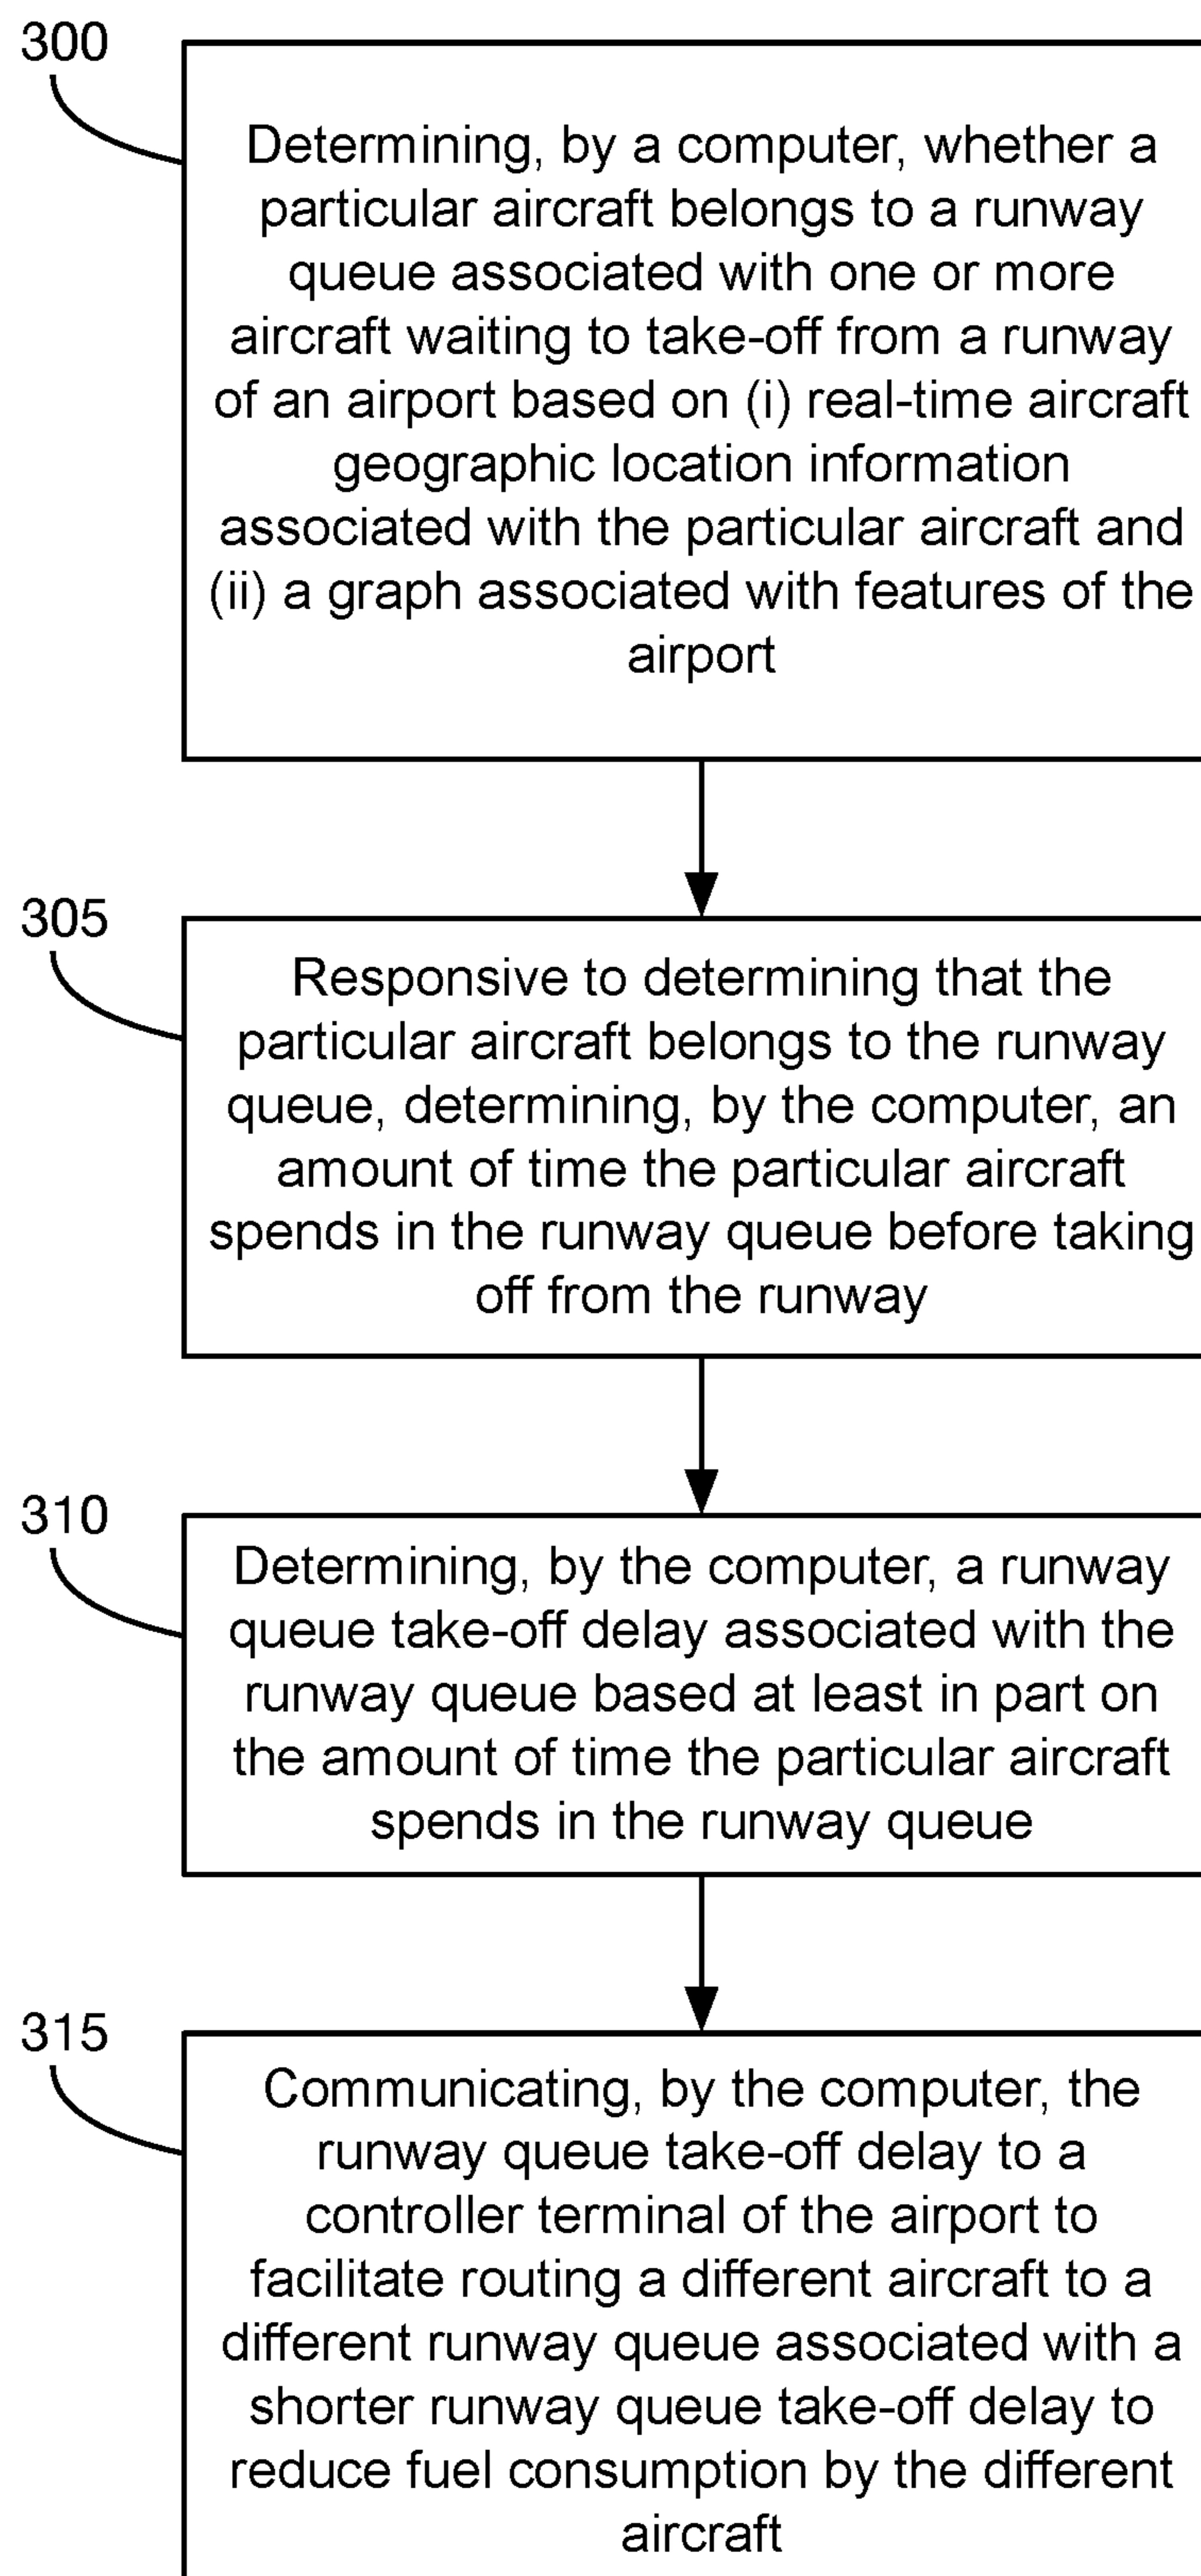 300
Determining, by a computer, whether a
particular aircraft belongs to a runway
queue associated with one or more
aircraft waiting to take-off from a runway
of an airport based on (i) real-time aircraft
geographic location information
associated with the particular aircraft and
(ii) a graph associated with features of the
airport
305
Responsive to determining that the
particular aircraft belongs to the runway
queue, determining, by the computer, an
amount of time the particular aircraft
spends in the runway queue before taking
off from the runway
310
Determining, by the computer, a runway
queue take-off delay associated with the
runway queue based at least in part on
the amount of time the particular aircraft
spends in the runway queue
315
Communicating, by the computer, the
runway queue take-off delay to a
controller terminal of the airport to
facilitate routing a different aircraft to a
different runway queue associated with a
shorter runway queue take-off delay to
reduce fuel consumption by the different
aircraft